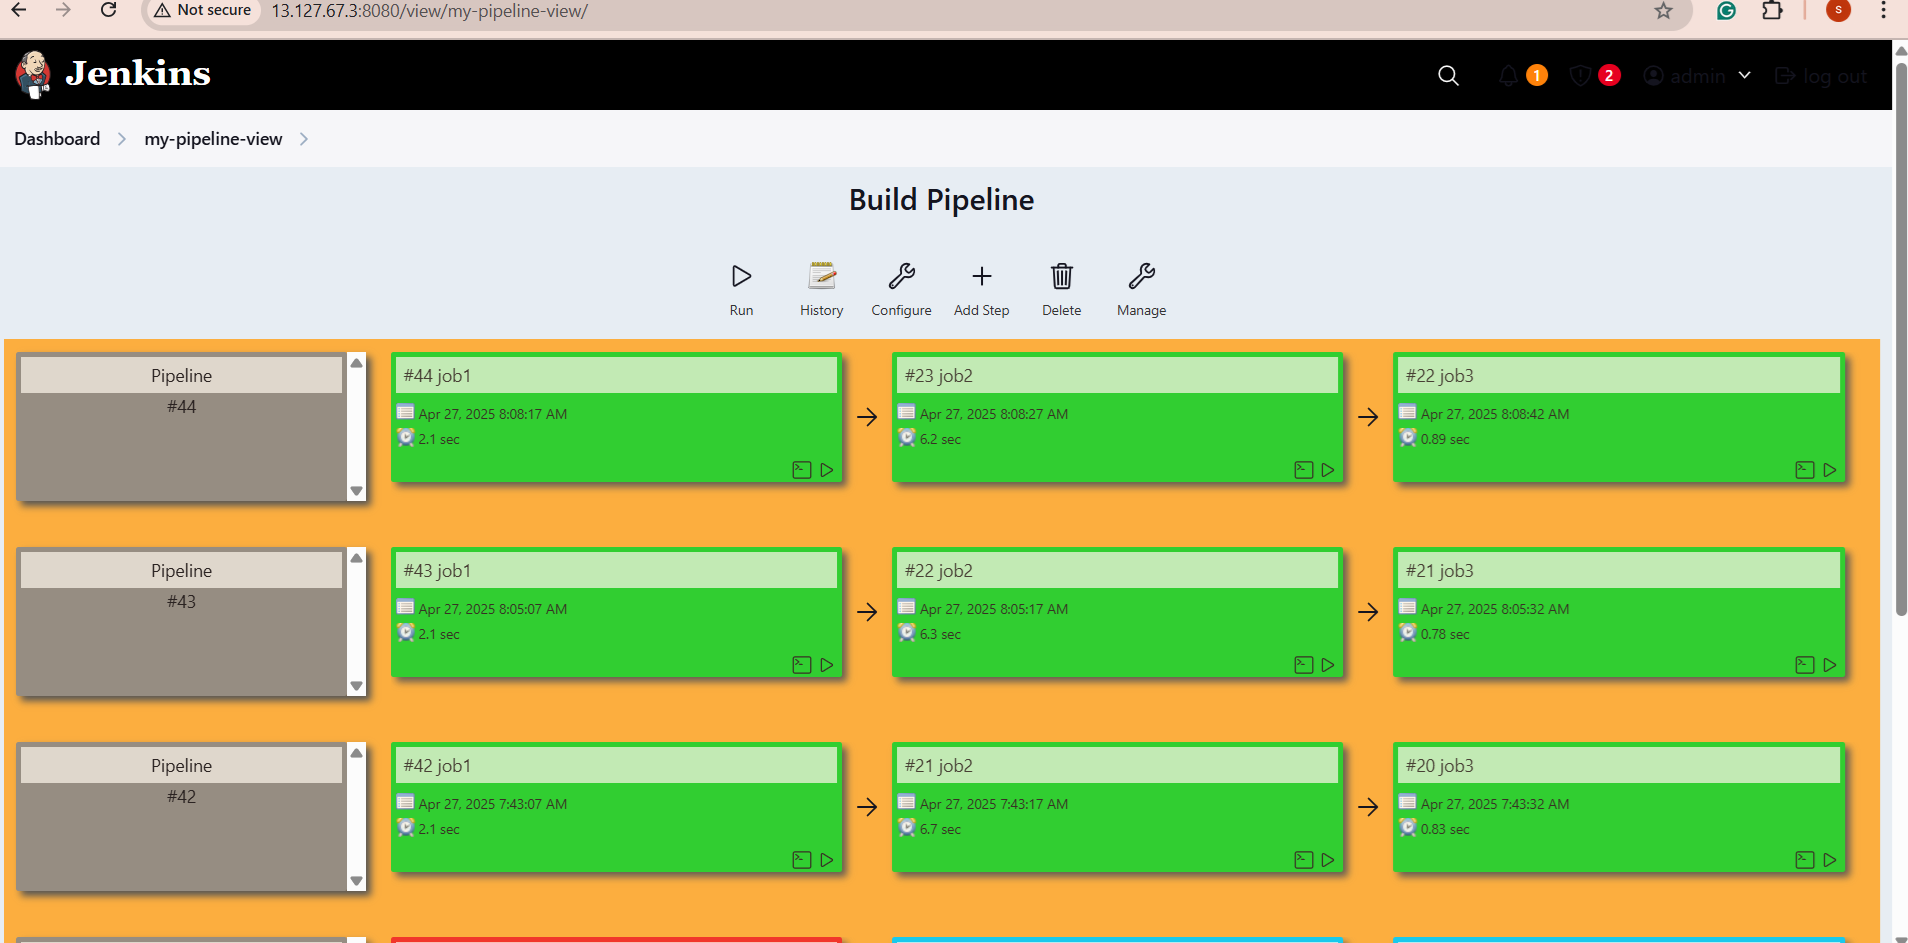 Not secure 13.127.67.3:8080/view/my-pipeline-view/ s
Jenkins 1 2 admin log out
Dashboard my-pipeline-view
Build Pipeline
Run History Configure Add Step Delete Manage
Pipeline #44 job1 #23 job2 #22 job3
#44 Apr 27, 2025 8:08:17 AM Apr 27, 2025 8:08:27 AM Apr 27, 2025 8:08:42 AM
2.1 sec 6.2 sec 0.89 sec
Pipeline #43 job1 #22 job2 #21 job3
#43 Apr 27, 2025 8:05:07 AM Apr 27, 2025 8:05:17 AM Apr 27, 2025 8:05:32 AM
2.1 sec 6.3 sec 0.78 sec
Pipeline #42 job1 #21 job2 #20 job3
#42 Apr 27, 2025 7:43:07 AM Apr 27, 2025 7:43:17 AM Apr 27, 2025 7:43:32 AM
2.1 sec 6.7 sec 0.83 sec